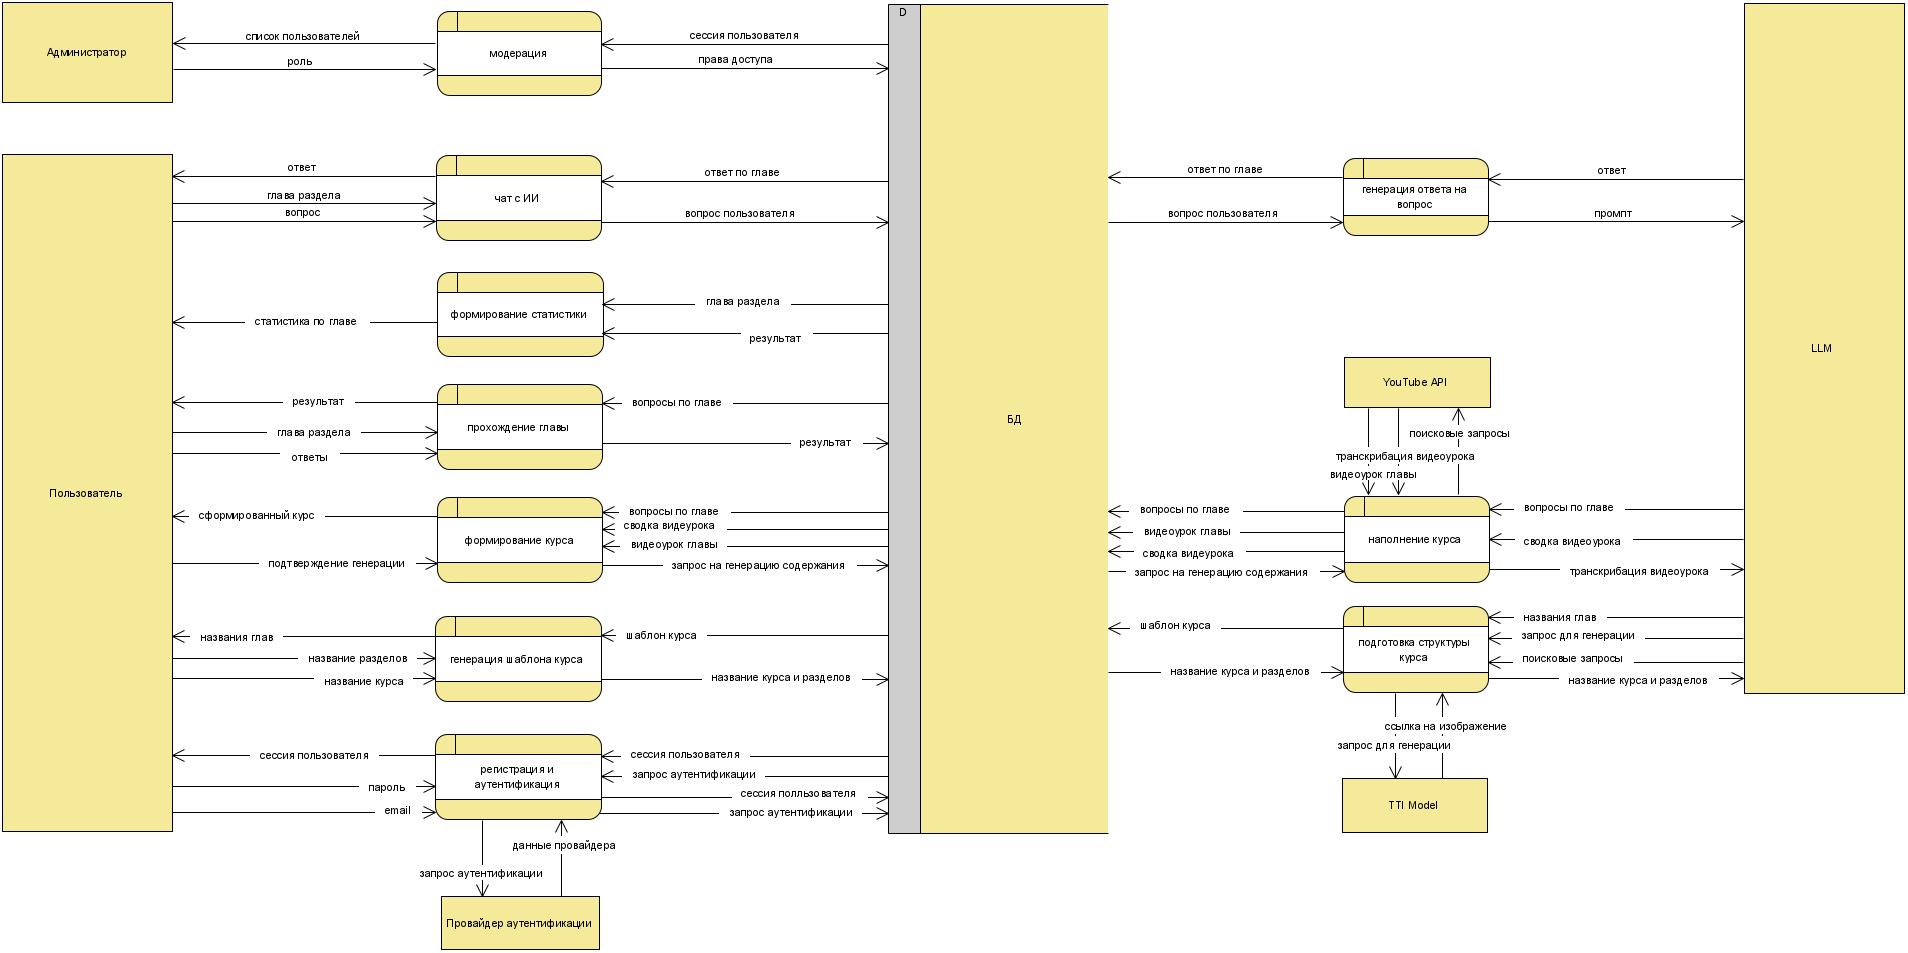 D
Администратор
список пользователей
роль
модерация
сессия пользователя
права доступа
Пользователь
ответ
глава раздела
вопрос
чат с ИИ
ответ по главе
вопрос пользователя
БД
ответ по главе
вопрос пользователя
генерация ответа на
вопрос
ответ
промпт
LLM
статистика по главе
формирование статистики
глава раздела
результат
результат
глава раздела
ответы
прохождение главы
вопросы по главе
результат
YouTube API
поисковые запросы
транскрибация видеоурока
видеоурок главы
сформированный курс
подтверждение генерации
формирование курса
вопросы по главе
сводка видеурока
видеоурок главы
запрос на генерацию содержания
вопросы по главе
видеоурок главы
сводка видеурока
запрос на генерацию содержания
наполнение курса
вопросы по главе
сводка видеоурока
транскрибация видеоурока
названия глав
название разделов
название курса
генерация шаблона курса
шаблон курса
название курса и разделов
шаблон курса
название курса и разделов
подготовка структуры
курса
названия глав
запрос для генерации
поисковые запросы
название курса и разделов
ссылка на изображение
запрос для генерации
TTI Model
сессия пользователя
пароль
email
регистрация и
аутентификация
сессия пользователя
запрос аутентификации
сессия полльзователя
запрос аутентификации
данные провайдера
запрос аутентификации
Провайдер аутентификации